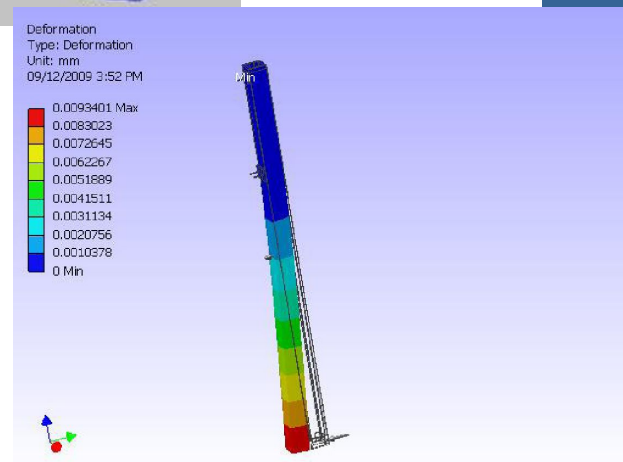 Deformation
Type: Deformation
Unit: mm
09/12/2009 3:52 PM
0.0093401 Max
0.0083023
0.0072645
0.0062267
0.0051889
0.0041511
0.0031134
0.0020756
0.0010378
0 Min
Min